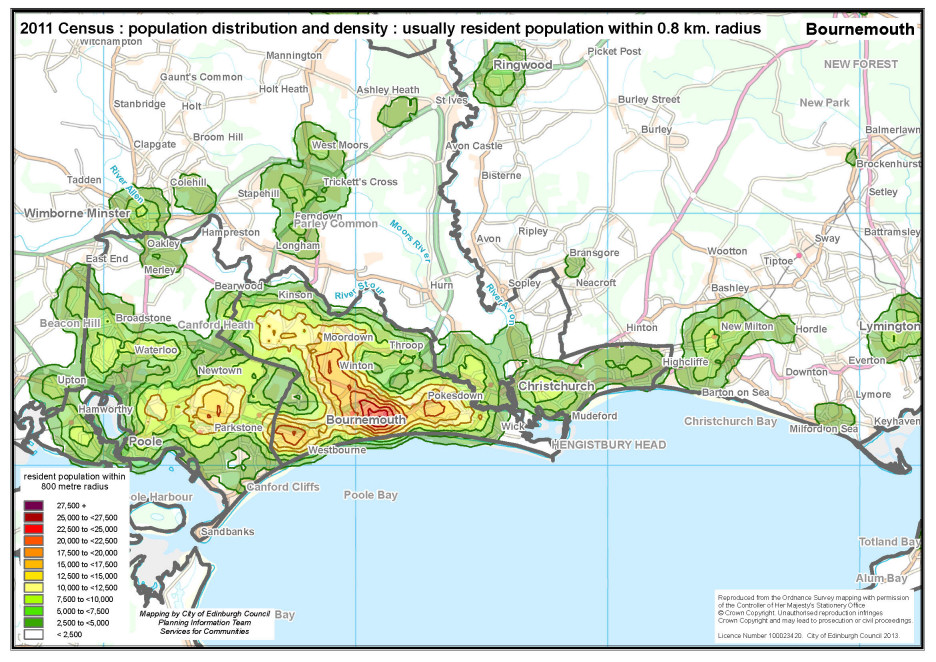 2011 Census : population distribution and density : usually resident population within 0.8 km. radius
Bournemouth
Witchampton
Mannington
Ringwood
Picket Post
NEW FOREST
Gaunt's Common
Holt Heath
Ashley Heath
St Ives
Burley Street
New Park
Stanbridge
Holt
Broom Hill
Clapgate
West Moors
Avon Castle
Burley
Balmerlawn
Brockenhurst
Tadden
River Allen
Colehill
Stapehill
Trickett's Cross
Bisterne
Setley
Wimborne Minster
Ferndown
Parley Common
Hampreston
Longham
Moors River
Avon
Ripley
Sway
Battramsley
Oakley
East End
Merley
Bransgore
Wootton
Tiptoe
Bearwood
Kinson
River Stour
Hurn
River Avon
Sopley
Neacroft
Bashley
Beacon Hill
Broadstone
Canford Heath
Moordown
Throop
Hinton
New Milton
Hordle
Lymington
Waterloo
Winton
Highcliffe
Everton
Downton
Upton
Newtown
Pokesdown
Christchurch
Barton on Sea
Lymore
Hamworthy
Parkstone
Bournemouth
Wick
Mudeford
Christchurch Bay
Milford on Sea
Keyhaven
Poole
Westbourne
HENGISTBURY HEAD
Canford Cliffs
Poole Bay
ole Harbour
Sandbanks
Totland Bay
Alum Bay
Bay
resident population within
800 metre radius
27,500 +
25,000 to <27,500
22,500 to <25,000
20,000 to <22,500
17,500 to <20,000
15,000 to <17,500
12,500 to <15,000
10,000 to <12,500
7,500 to <10,000
5,000 to <7,500
2,500 to <5,000
< 2,500
Mapping by City of Edinburgh Council
Planning Information Team
Services for Communities
Reproduced from the Ordnance Survey mapping with permission
of the Controller of Her Majesty's Stationery Office
© Crown Copyright. Unauthorised reproduction infringes
Crown Copyright and may lead to prosecution or civil proceedings
Licence Number 100023420. City of Edinburgh Council 2013